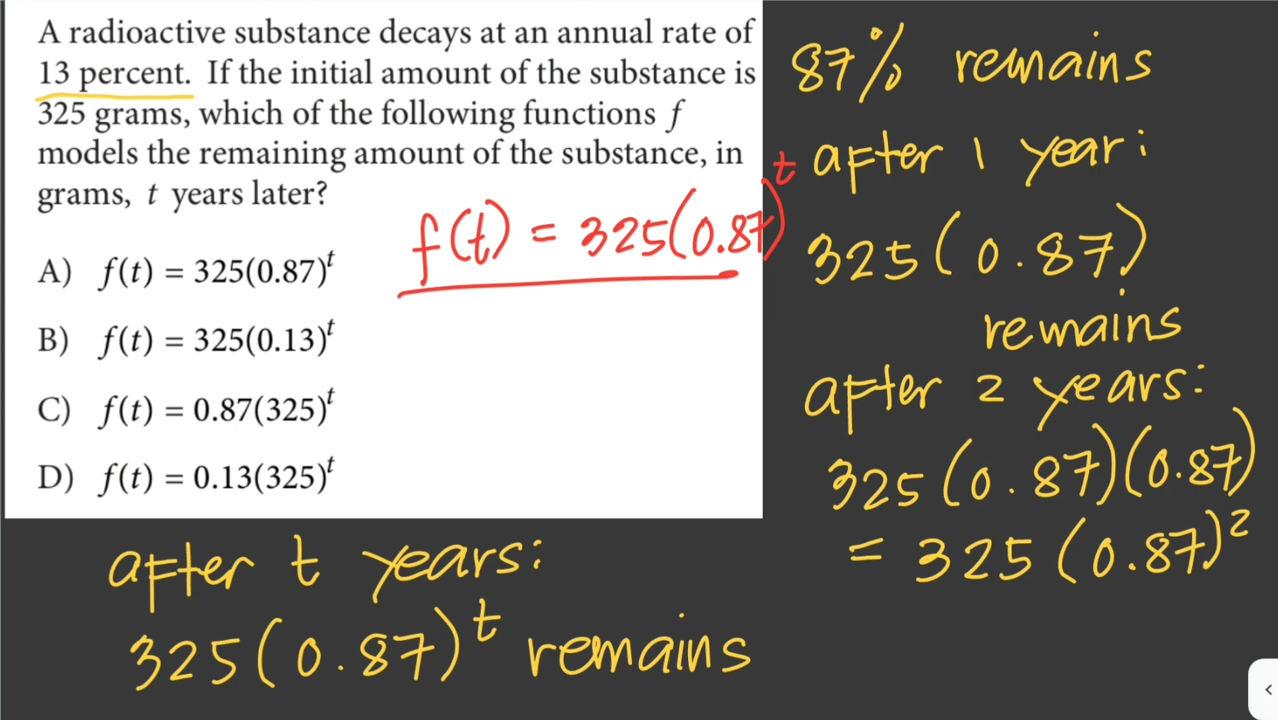 A radioactive substance decays at an annual rate of
13 percent. If the initial amount of the substance is
325 grams, which of the following functions f
models the remaining amount of the substance, in
grams, t years later?
f(t) = 325(0.87)^t
A) f(t) = 325(0.87)^t
B) f(t) = 325(0.13)^t
C) f(t) = 0.87(325)^t
D) f(t) = 0.13(325)^t
87% remains
after 1 year:
325(0.87)
remains
after 2 years:
325(0.87)(0.87)
= 325(0.87)^2
after t years:
325(0.87)^t remains